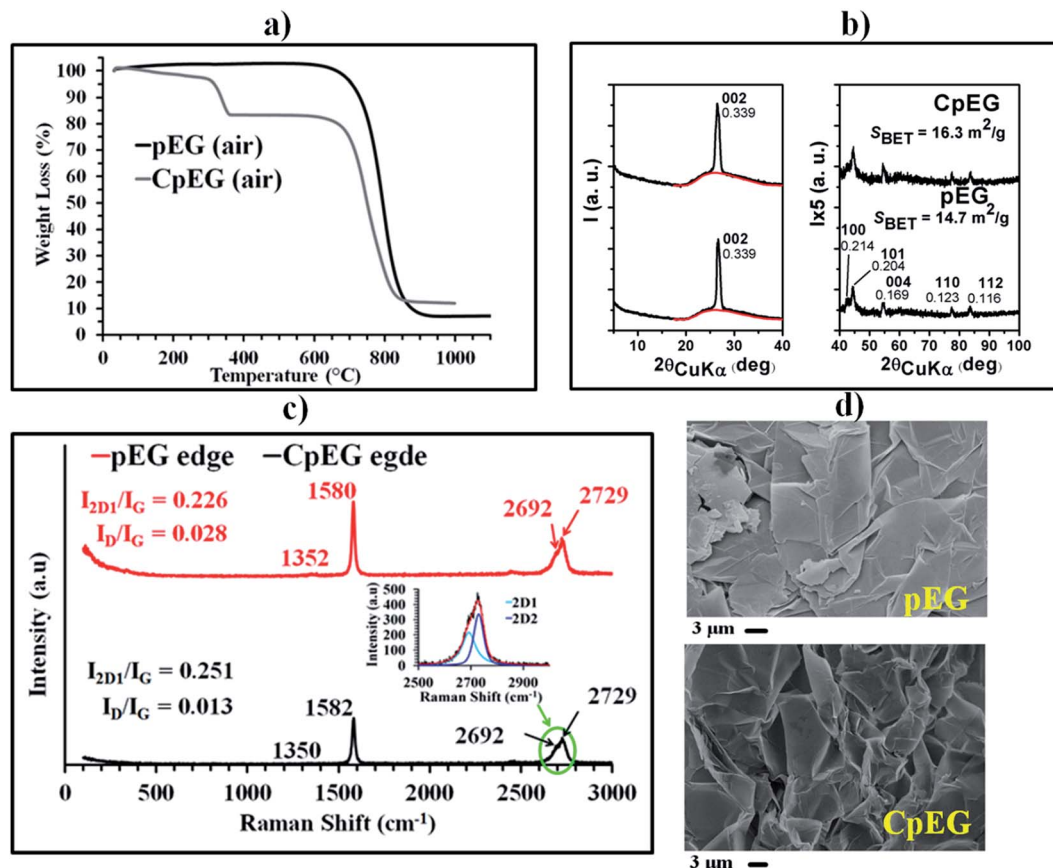 a)
100
90
80
70
60
50
40
30
20
10
0
Weight Loss (%)
pEG (air)
CpEG (air)
0 200 400 600 800 1000
Temperature (°C)
b)
I (a. u.)
002
0.339
002
0.339
10 20 30 40
2θCuKα (deg)
Ix5 (a. u.)
CpEG
SBET = 16.3 m²/g
pEG
SBET = 14.7 m²/g
100
0.214
101
0.204
004
0.169
110
0.123
112
0.116
40 50 60 70 80 90 100
2θCuKα (deg)
c)
pEG edge CpEG egde
I2D1/IG = 0.226
ID/IG = 0.028
1352
1580
2692
2729
Intensity (a.u)
500
400
300
200
100
0
Intensity (a.u)
2D1
2D2
2500 2700 2900
Raman Shift (cm-1)
I2D1/IG = 0.251
ID/IG = 0.013
1350
1582
2692
2729
0 500 1000 1500 2000 2500 3000
Raman Shift (cm-1)
d)
pEG
3 µm
CpEG
3 µm